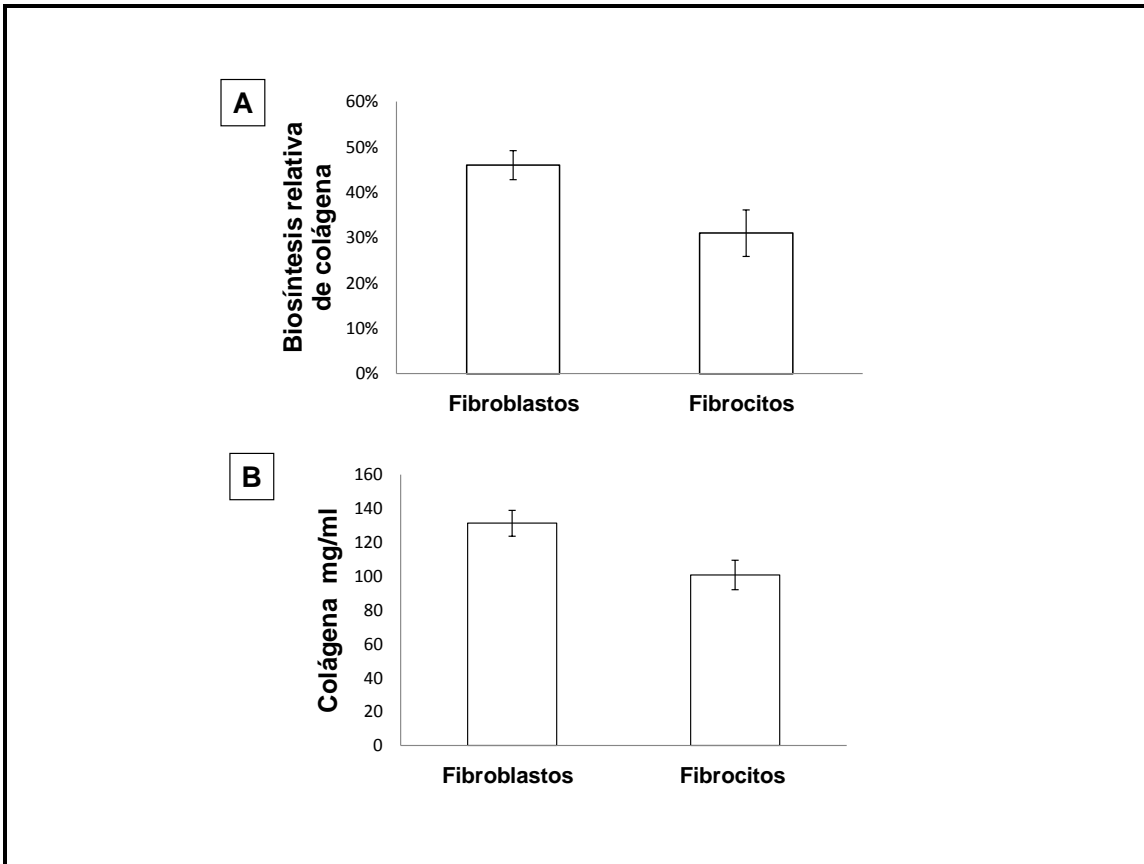 A
Biosíntesis relativa
de colágena
60%
50%
40%
30%
20%
10%
0%
Fibroblastos Fibrocitos
B
Colágena mg/ml
160
140
120
100
80
60
40
20
0
Fibroblastos Fibrocitos